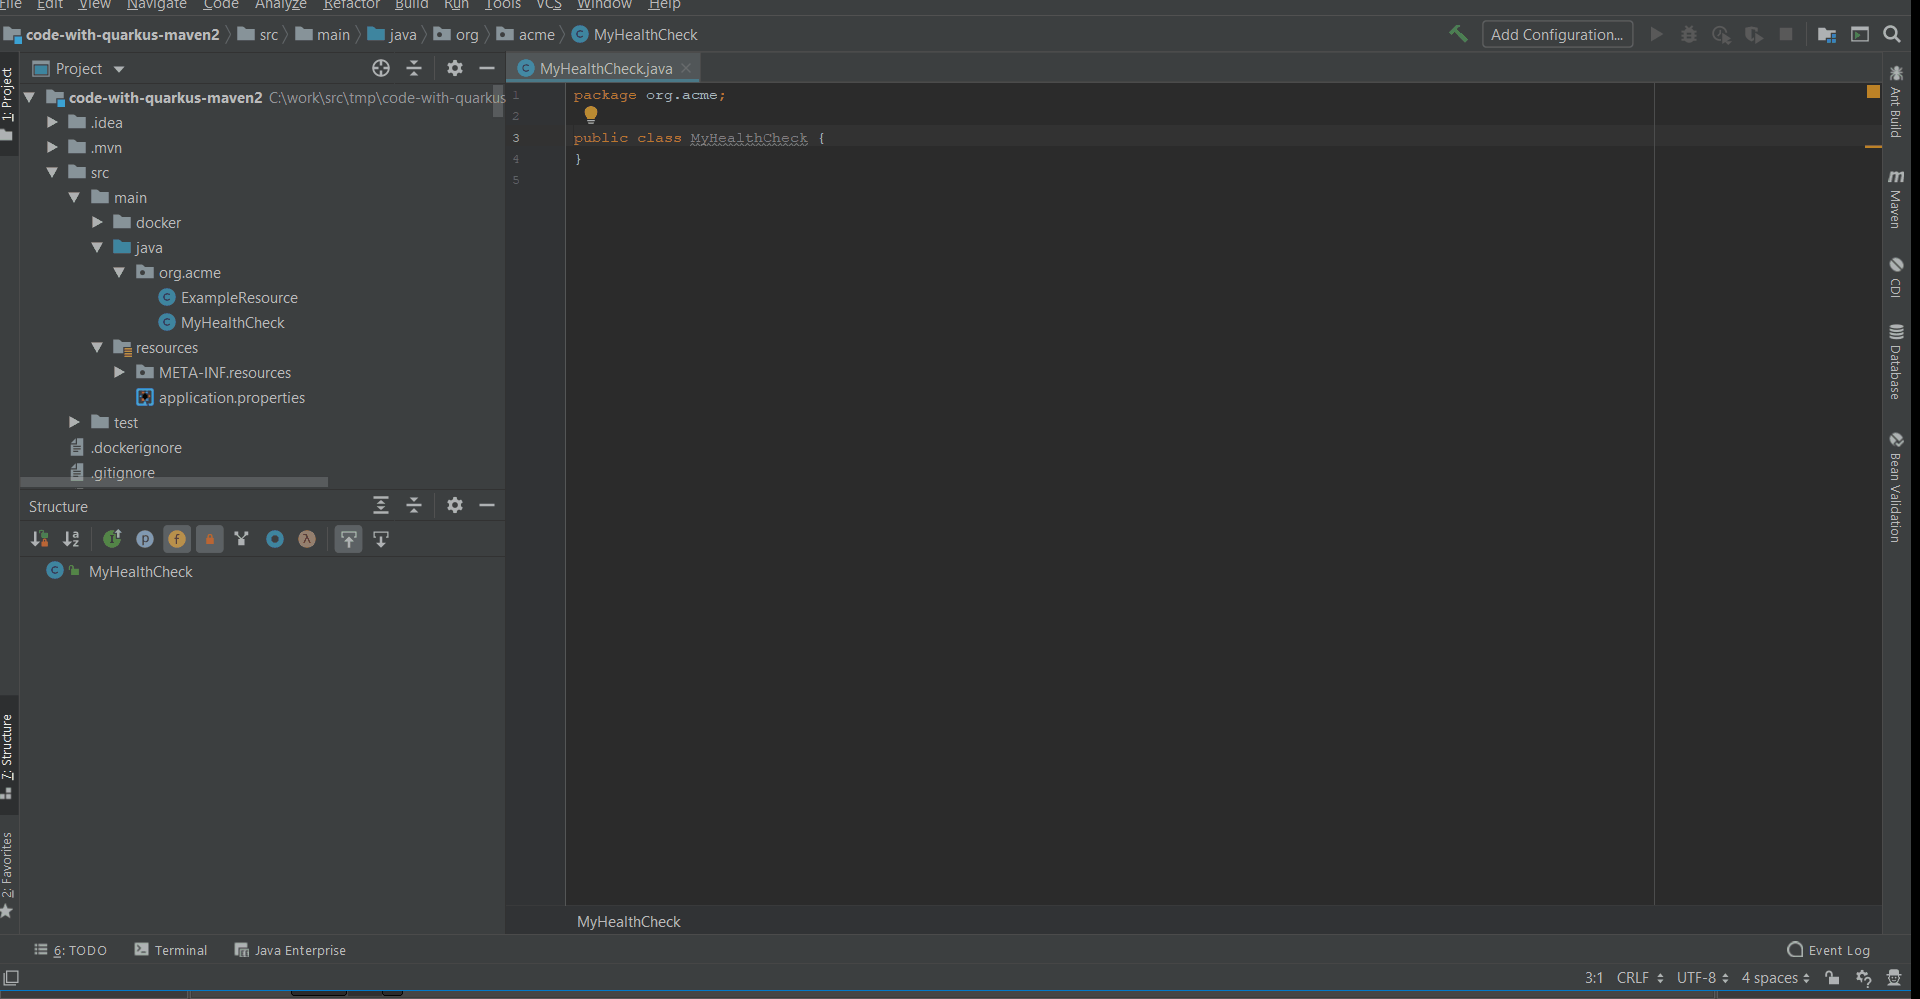 File Edit View Navigate Code Analyze Refactor Build Run Tools VCS Window Help
code-with-quarkus-maven2 src main java org acme MyHealthCheck Add Configuration...
1: Project
Project
MyHealthCheck.java
code-with-quarkus-maven2 C:\work\src\tmp\code-with-quarkus
.idea
.mvn
src
main
docker
java
org.acme
ExampleResource
MyHealthCheck
resources
META-INF.resources
application.properties
test
.dockerignore
.gitignore
1 package org.acme;
2
3 public class MyHealthCheck {
4 }
5
Ant Build
m Maven
CDI
Database
Bean Validation
Structure
MyHealthCheck
7: Structure
2: Favorites
MyHealthCheck
6: TODO Terminal Java Enterprise Event Log
3:1 CRLF UTF-8 4 spaces